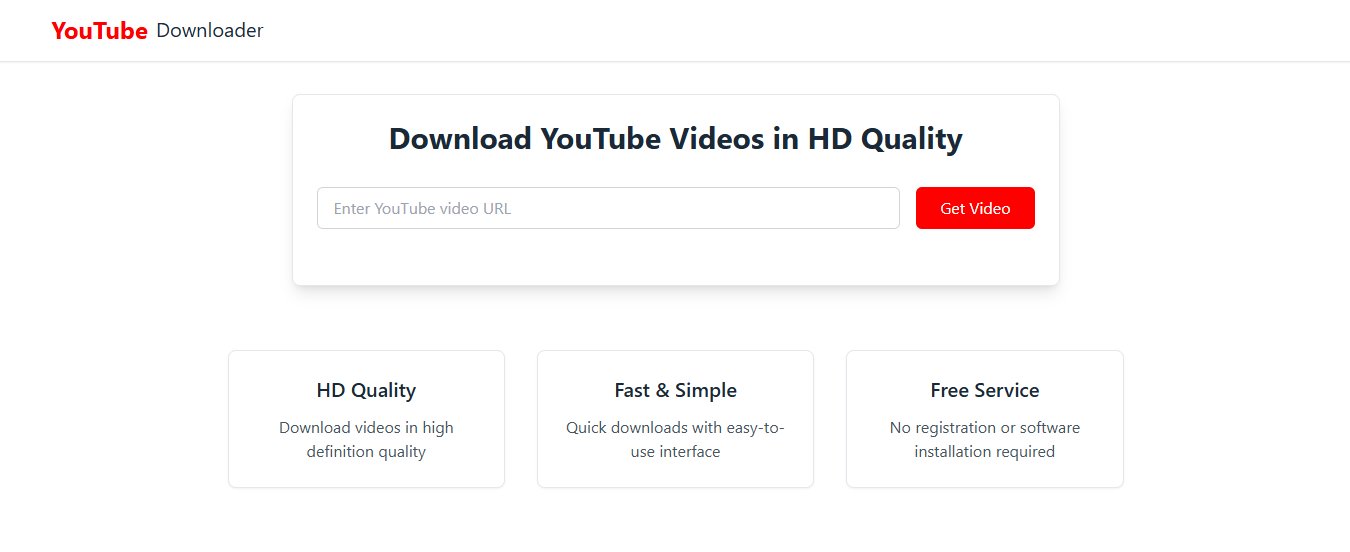 YouTube Downloader
Download YouTube Videos in HD Quality
Enter YouTube video URL
Get Video
HD Quality
Download videos in high
definition quality
Fast & Simple
Quick downloads with easy-to-
use interface
Free Service
No registration or software
installation required